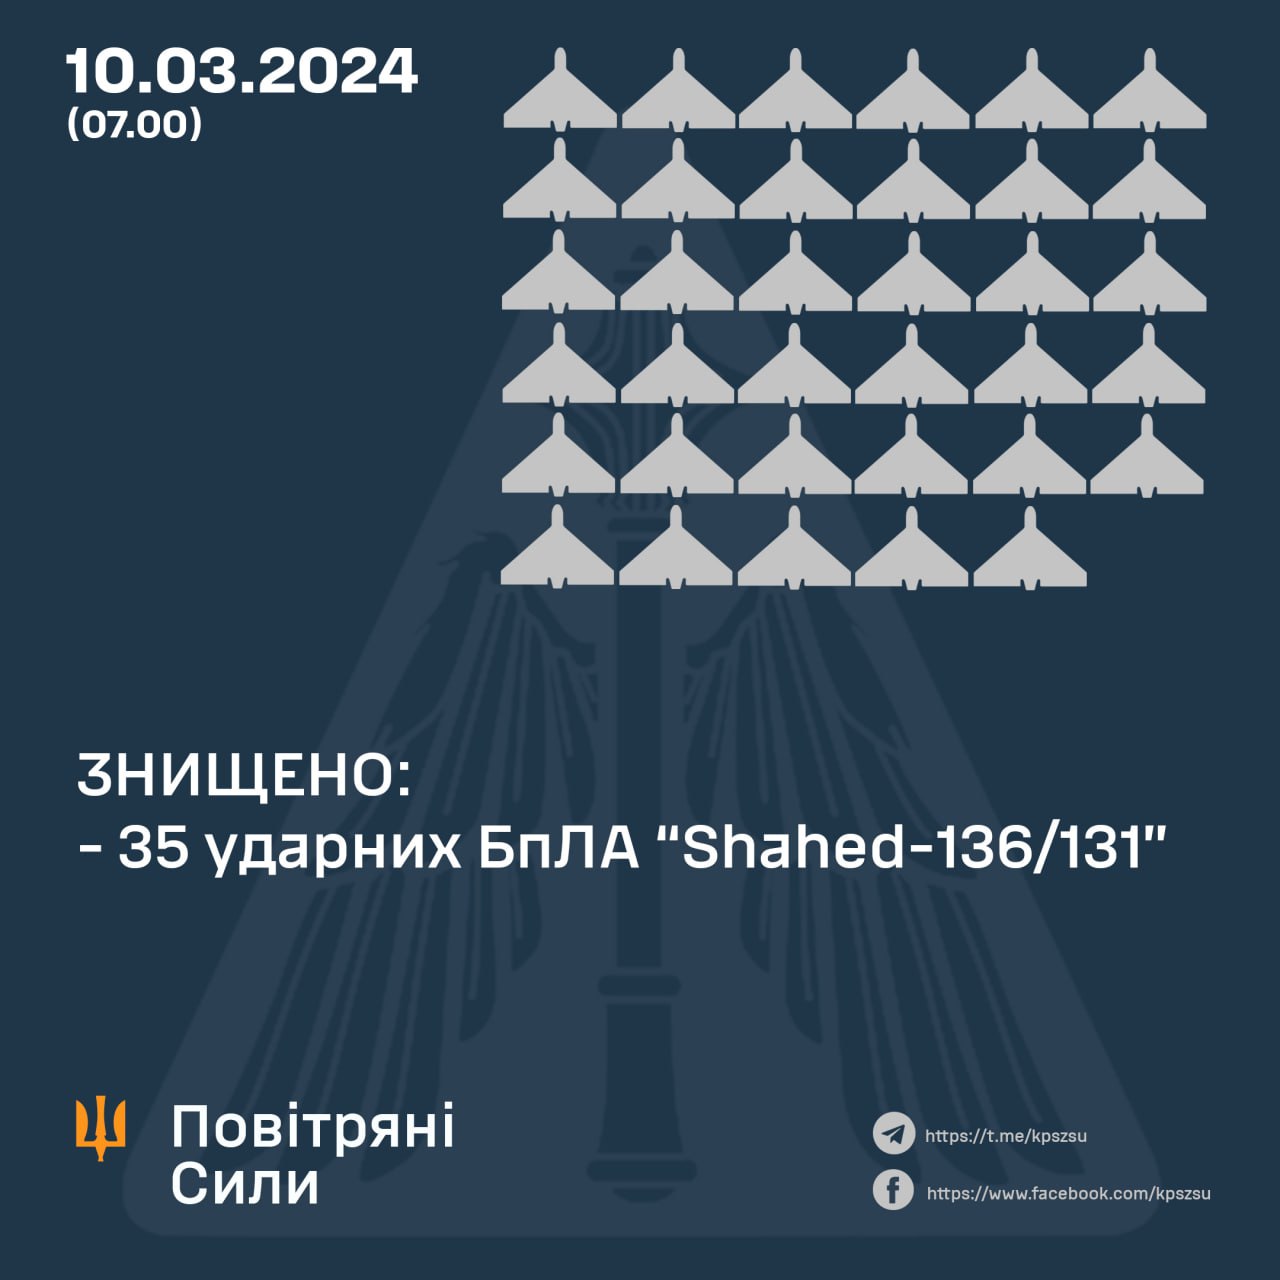 10.03.2024
(07.00)
ЗНИЩЕНО:
- 35 ударних БпЛА “Shahed-136/131”
Повітряні
Сили
https://t.me/kpszsu
https://www.facebook.com/kpszsu